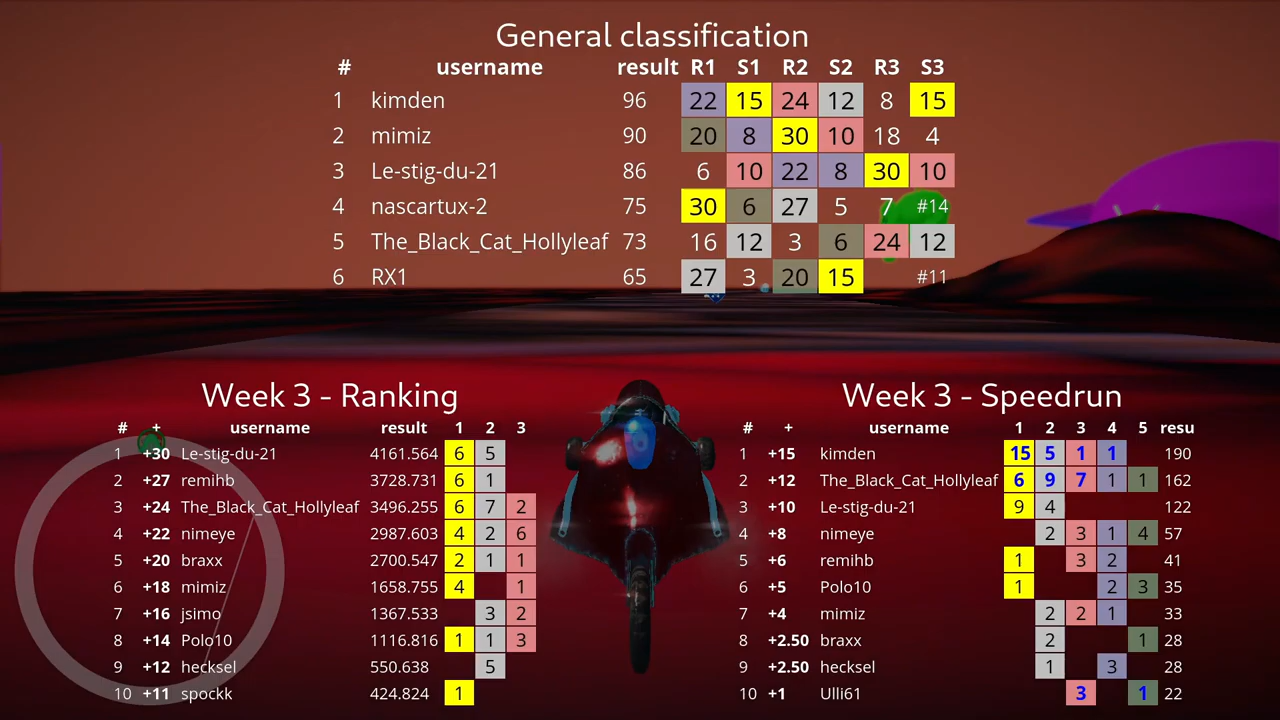 General classification
# username result R1 S1 R2 S2 R3 S3
1 kimden 96 22 15 24 12 8 15
2 mimiz 90 20 8 30 10 18 4
3 Le-stig-du-21 86 6 10 22 8 30 10
4 nascartux-2 75 30 6 27 5 7 #14
5 The_Black_Cat_Hollyleaf 73 16 12 3 6 24 12
6 RX1 65 27 3 20 15 #11
Week 3 - Ranking
# + username result 1 2 3
1 +30 Le-stig-du-21 4161.564 6 5
2 +27 remihb 3728.731 6 1
3 +24 The_Black_Cat_Hollyleaf 3496.255 6 7 2
4 +22 nimeye 2987.603 4 2 6
5 +20 braxx 2700.547 2 1 1
6 +18 mimiz 1658.755 4 1
7 +16 jsimo 1367.533 3 2
8 +14 Polo10 1116.816 1 1 3
9 +12 hecksel 550.638 5
10 +11 spockk 424.824 1
Week 3 - Speedrun
# + username 1 2 3 4 5 resu
1 +15 kimden 15 5 1 1 190
2 +12 The_Black_Cat_Hollyleaf 6 9 7 1 1 162
3 +10 Le-stig-du-21 9 4 122
4 +8 nimeye 2 3 1 4 57
5 +6 remihb 1 3 2 41
6 +5 Polo10 1 2 3 35
7 +4 mimiz 2 2 1 33
8 +2.50 braxx 2 1 28
9 +2.50 hecksel 1 3 28
10 +1 Ulli61 3 1 22